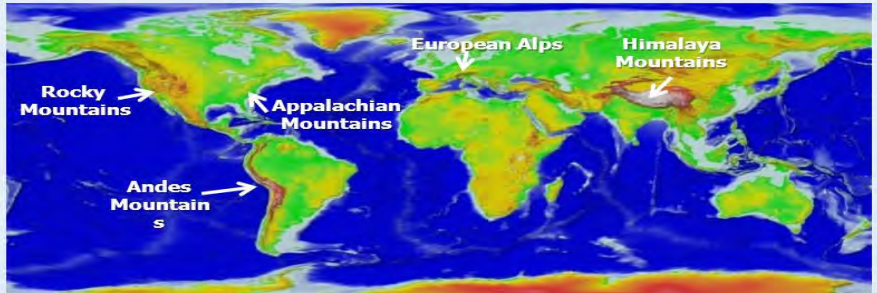 European Alps
Himalaya
Mountains
Rocky
Mountains
Appalachian
Mountains
Andes
Mountain
s